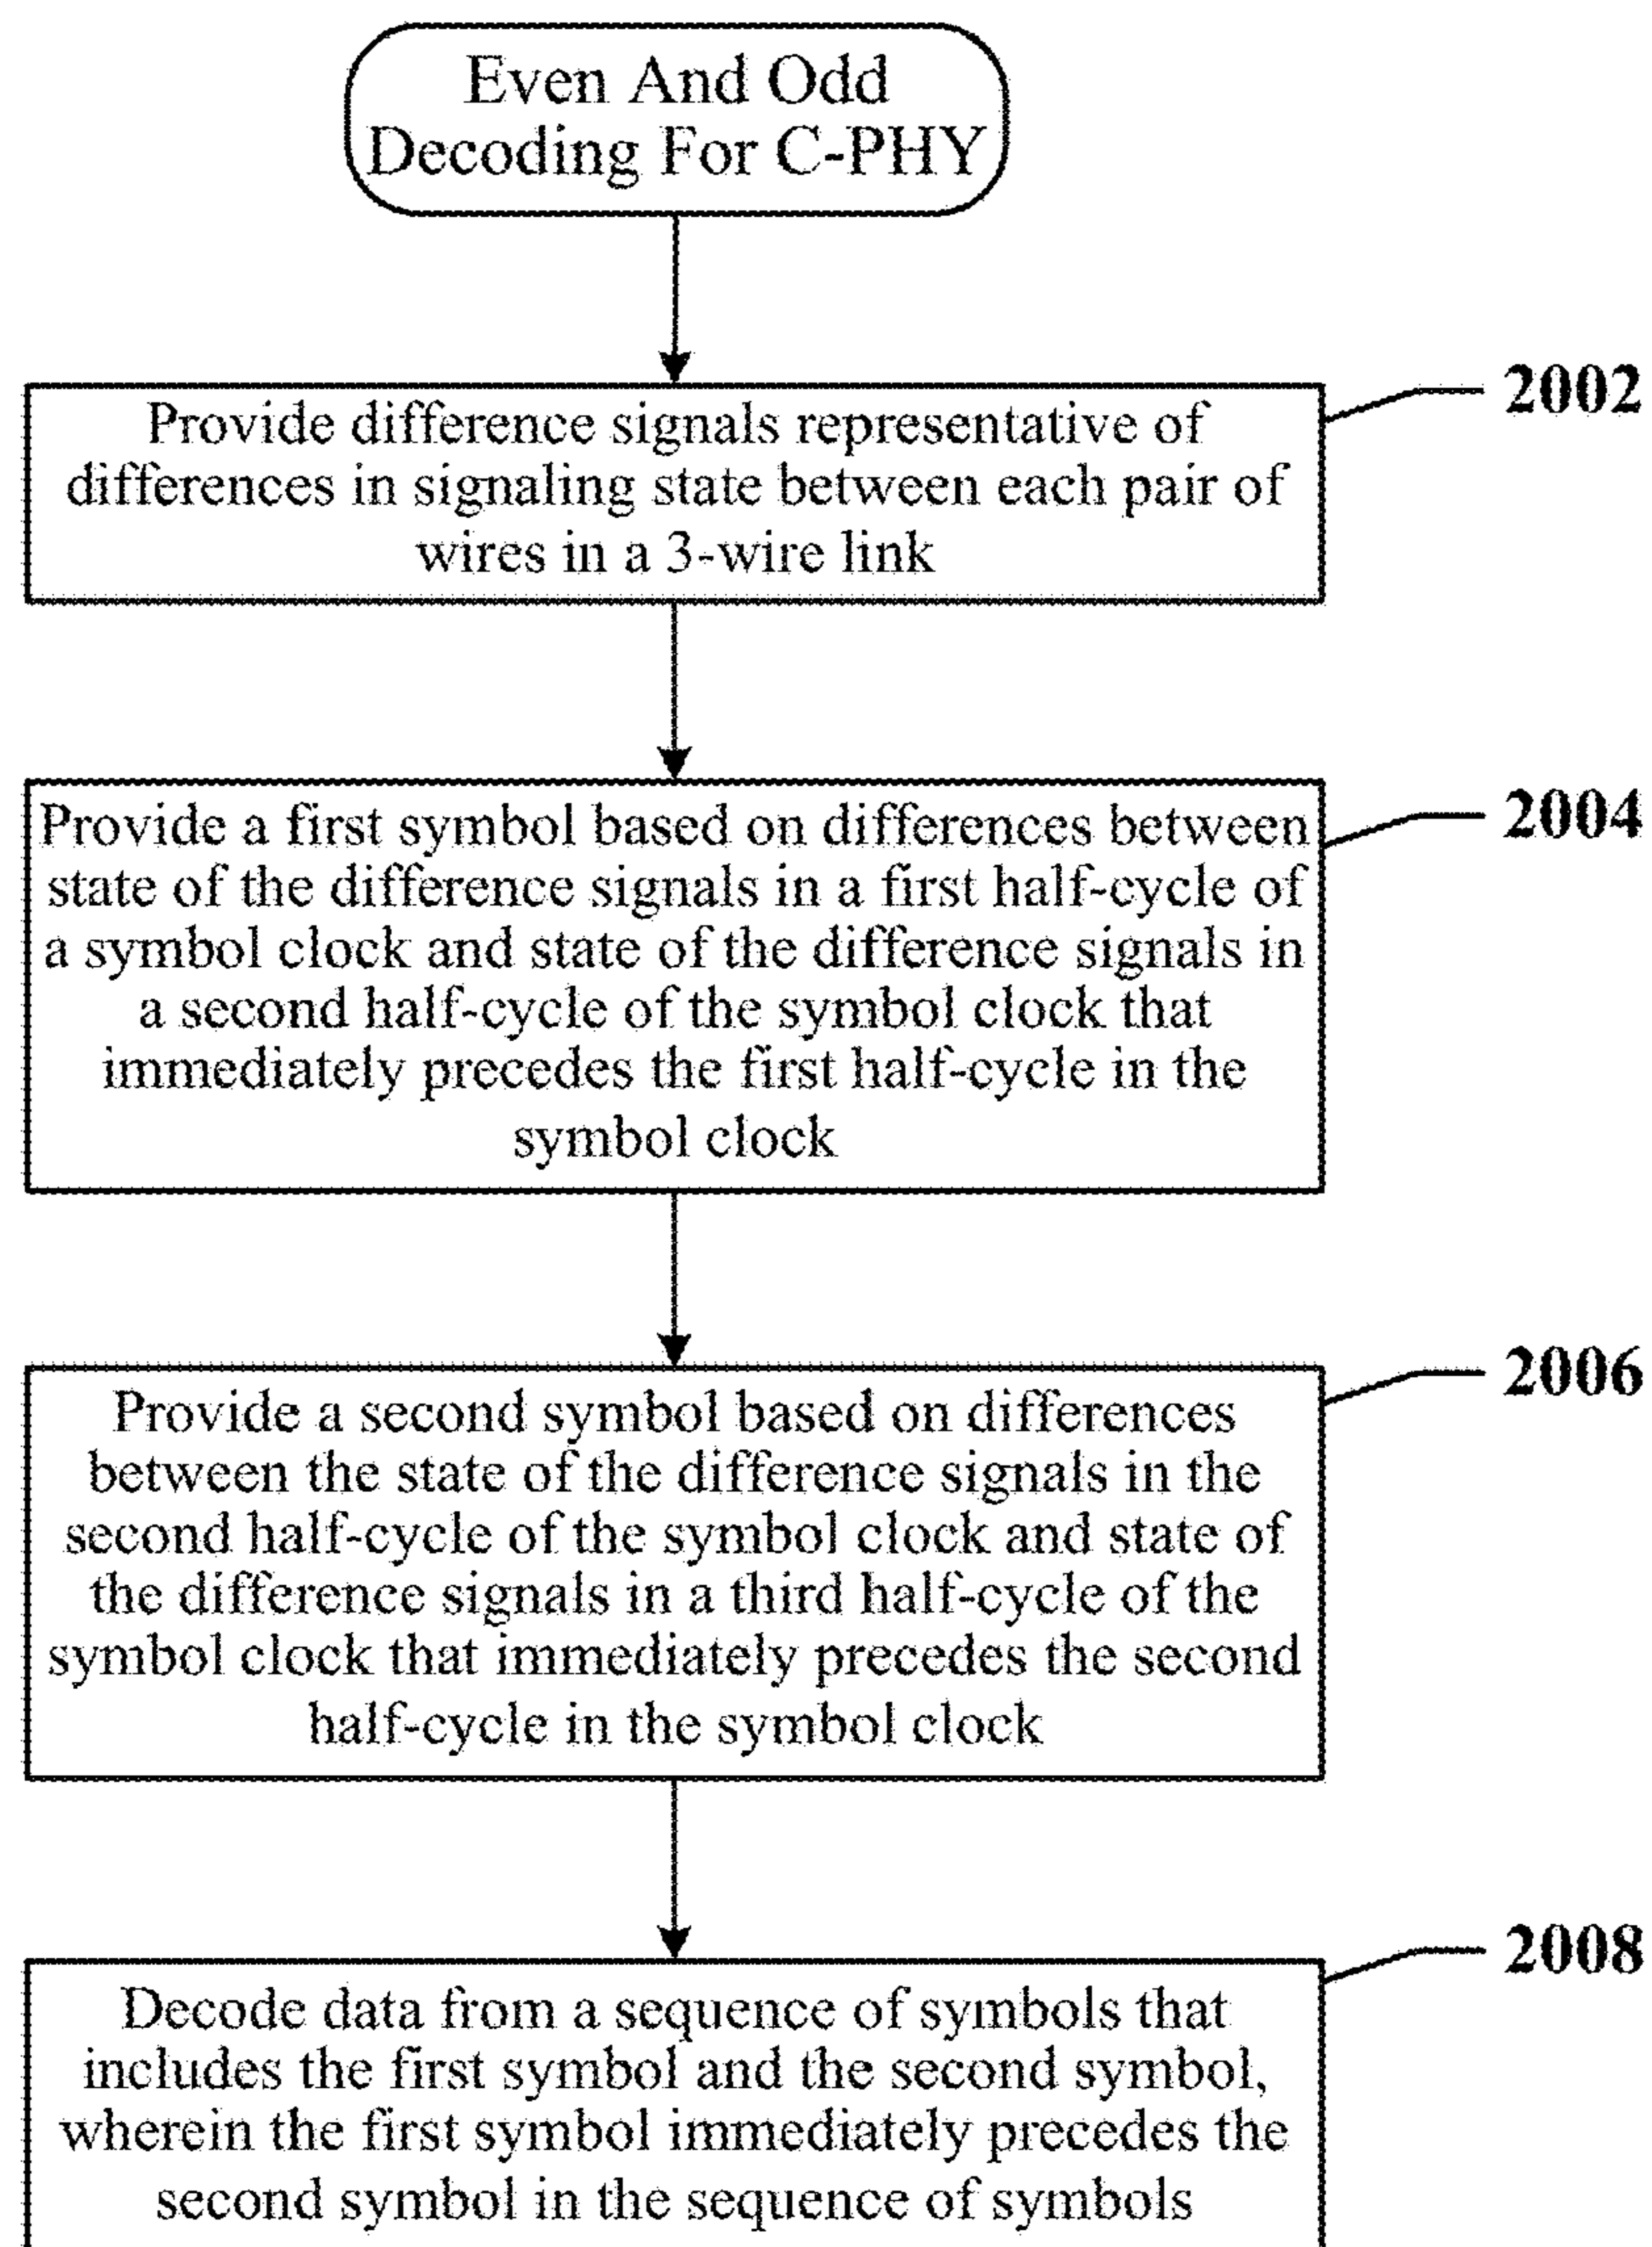 Even And Odd
Decoding For C-PHY
2002
Provide difference signals representative of
differences in signaling state between each pair of
wires in a 3-wire link
2004
Provide a first symbol based on differences between
state of the difference signals in a first half-cycle of
a symbol clock and state of the difference signals in
a second half-cycle of the symbol clock that
immediately precedes the first half-cycle in the
symbol clock
2006
Provide a second symbol based on differences
between the state of the difference signals in the
second half-cycle of the symbol clock and state of
the difference signals in a third half-cycle of the
symbol clock that immediately precedes the second
half-cycle in the symbol clock
2008
Decode data from a sequence of symbols that
includes the first symbol and the second symbol,
wherein the first symbol immediately precedes the
second symbol in the sequence of symbols